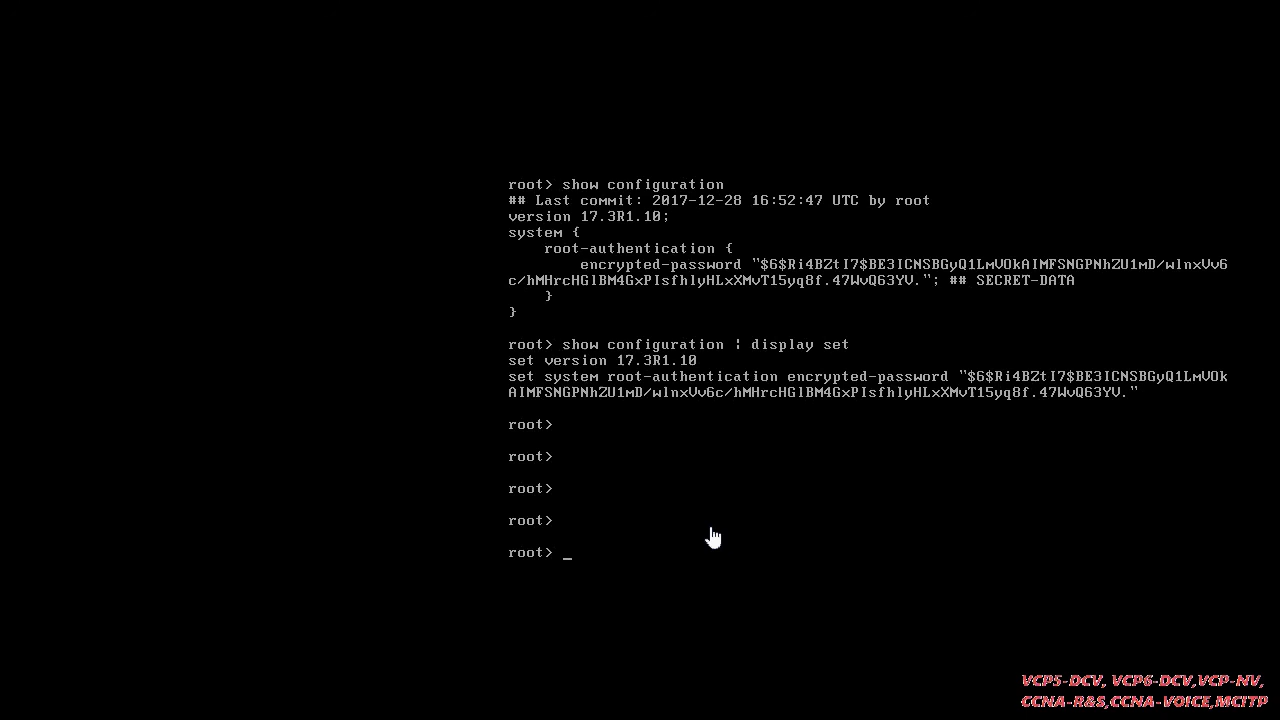 root> show configuration
## Last commit: 2017-12-28 16:52:47 UTC by root
version 17.3R1.10;
system {
    root-authentication {
        encrypted-password "$6$Ri4BZtI7$BE3ICNSBGyQ1LmVOkAIMFSNGPNhZU1mD/wlnxVv6
c/hMHrcHGlBM4GxPIsfhlyHLxXMvT15yq8f.47WvQ63YV."; ## SECRET-DATA
    }
}
root> show configuration | display set
set version 17.3R1.10
set system root-authentication encrypted-password "$6$Ri4BZtI7$BE3ICNSBGyQ1LmVOk
AIMFSNGPNhZU1mD/wlnxVv6c/hMHrcHGlBM4GxPIsfhlyHLxXMvT15yq8f.47WvQ63YV."
root>
root>
root>
root>
root> _
VCP5-DCV, VCP6-DCV,VCP-NV,
CCNA-R&S,CCNA-VOICE,MCITP